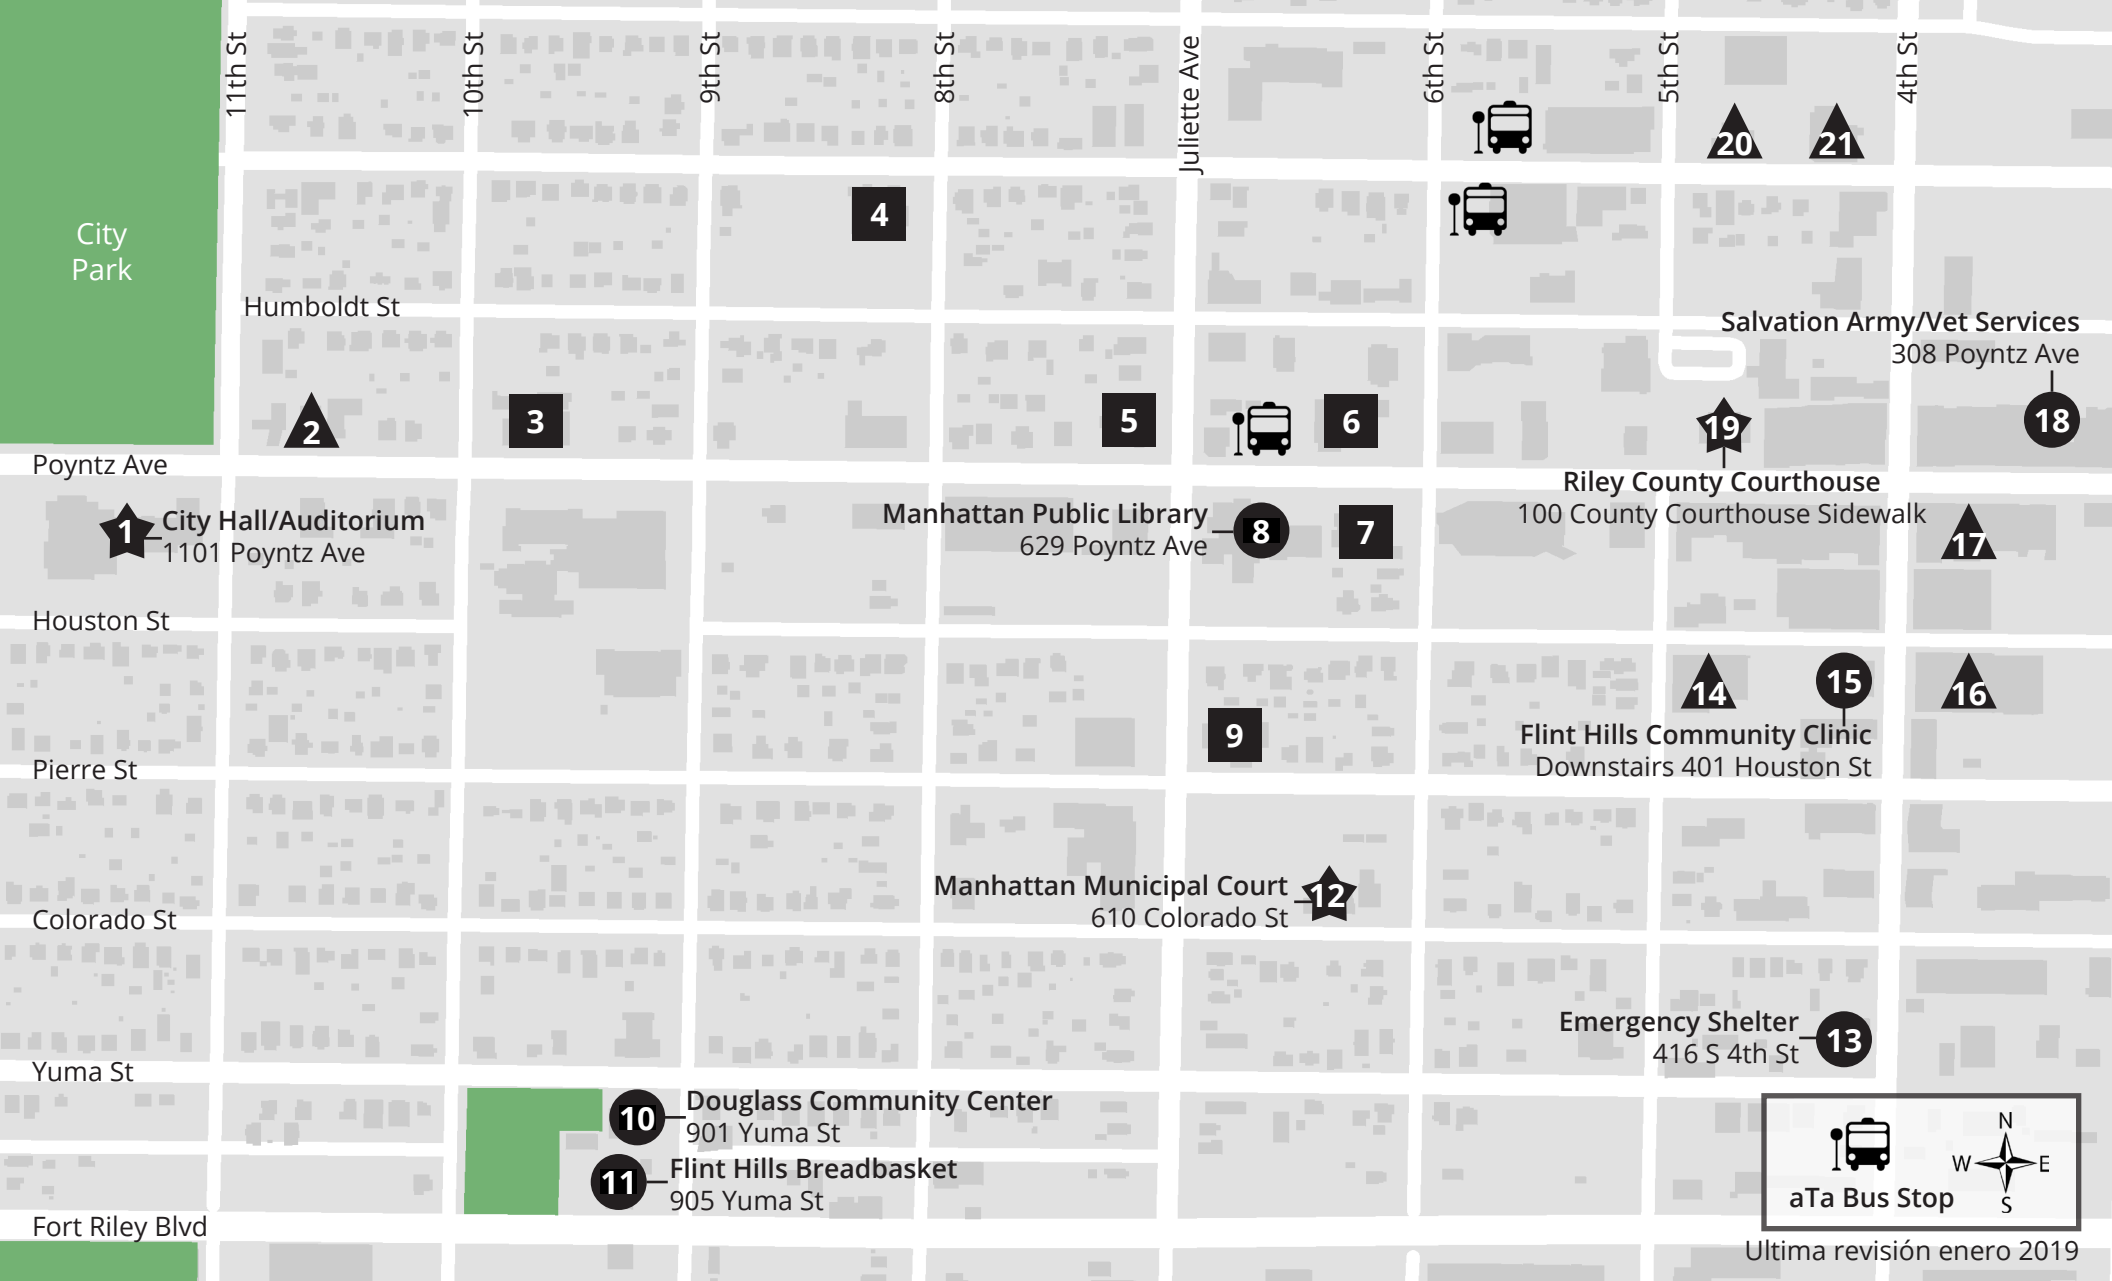 11th St
10th St
9th St
8th St
Juliette Ave
6th St
5th St
4th St
20
21
City
Park
4
Humboldt St
Salvation Army/Vet Services
308 Poyntz Ave
2
3
5
6
19
18
Poyntz Ave
Riley County Courthouse
100 County Courthouse Sidewalk
1
City Hall/Auditorium
1101 Poyntz Ave
Manhattan Public Library
629 Poyntz Ave
8
7
17
Houston St
14
15
16
9
Flint Hills Community Clinic
Downstairs 401 Houston St
Pierre St
Manhattan Municipal Court
610 Colorado St
12
Colorado St
Emergency Shelter
416 S 4th St
13
Yuma St
10
Douglass Community Center
901 Yuma St
11
Flint Hills Breadbasket
905 Yuma St
Fort Riley Blvd
N
W
E
S
aTa Bus Stop
Ultima revisión enero 2019